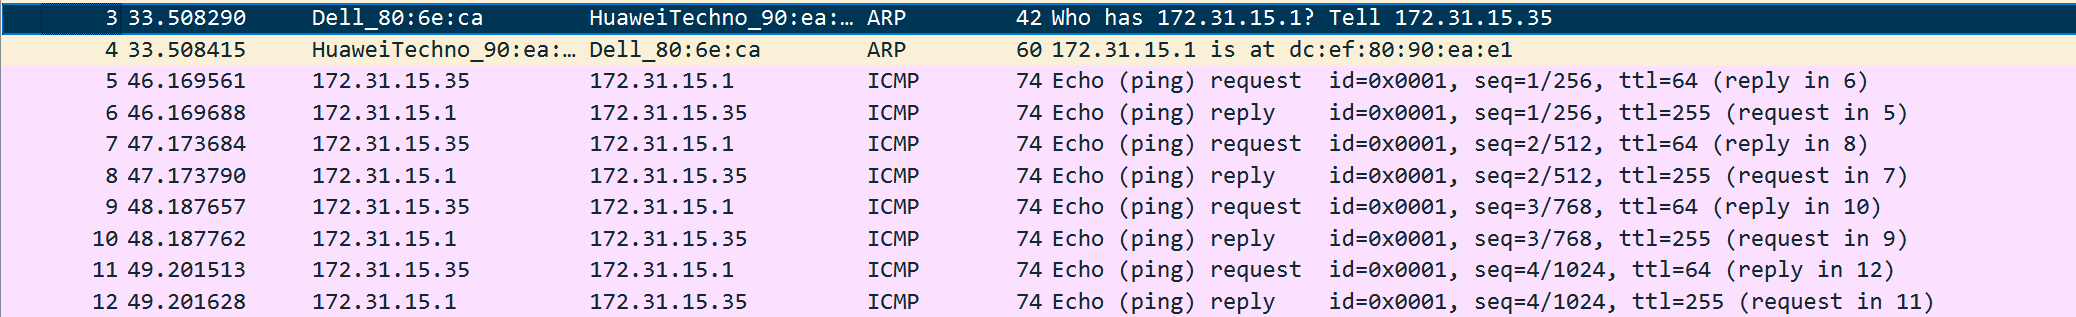 3 33.508290 Dell_80:6e:ca HuaweiTechno_90:ea:… ARP 42 Who has 172.31.15.1? Tell 172.31.15.35
4 33.508415 HuaweiTechno_90:ea:… Dell_80:6e:ca ARP 60 172.31.15.1 is at dc:ef:80:90:ea:e1
5 46.169561 172.31.15.35 172.31.15.1 ICMP 74 Echo (ping) request id=0x0001, seq=1/256, ttl=64 (reply in 6)
6 46.169688 172.31.15.1 172.31.15.35 ICMP 74 Echo (ping) reply id=0x0001, seq=1/256, ttl=255 (request in 5)
7 47.173684 172.31.15.35 172.31.15.1 ICMP 74 Echo (ping) request id=0x0001, seq=2/512, ttl=64 (reply in 8)
8 47.173790 172.31.15.1 172.31.15.35 ICMP 74 Echo (ping) reply id=0x0001, seq=2/512, ttl=255 (request in 7)
9 48.187657 172.31.15.35 172.31.15.1 ICMP 74 Echo (ping) request id=0x0001, seq=3/768, ttl=64 (reply in 10)
10 48.187762 172.31.15.1 172.31.15.35 ICMP 74 Echo (ping) reply id=0x0001, seq=3/768, ttl=255 (request in 9)
11 49.201513 172.31.15.35 172.31.15.1 ICMP 74 Echo (ping) request id=0x0001, seq=4/1024, ttl=64 (reply in 12)
12 49.201628 172.31.15.1 172.31.15.35 ICMP 74 Echo (ping) reply id=0x0001, seq=4/1024, ttl=255 (request in 11)